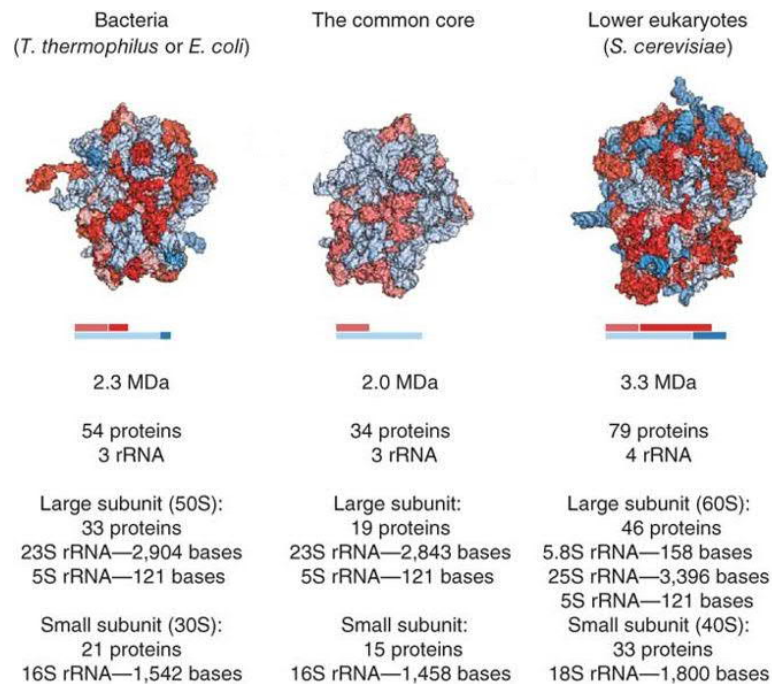 Bacteria
(T. thermophilus or E. coli)
2.3 MDa
54 proteins
3 rRNA
Large subunit (50S):
33 proteins
23S rRNA—2,904 bases
5S rRNA—121 bases
Small subunit (30S):
21 proteins
16S rRNA—1,542 bases
The common core
2.0 MDa
34 proteins
3 rRNA
Large subunit:
19 proteins
23S rRNA—2,843 bases
5S rRNA—121 bases
Small subunit:
15 proteins
16S rRNA—1,458 bases
Lower eukaryotes
(S. cerevisiae)
3.3 MDa
79 proteins
4 rRNA
Large subunit (60S):
46 proteins
5.8S rRNA—158 bases
25S rRNA—3,396 bases
5S rRNA—121 bases
Small subunit (40S):
33 proteins
18S rRNA—1,800 bases